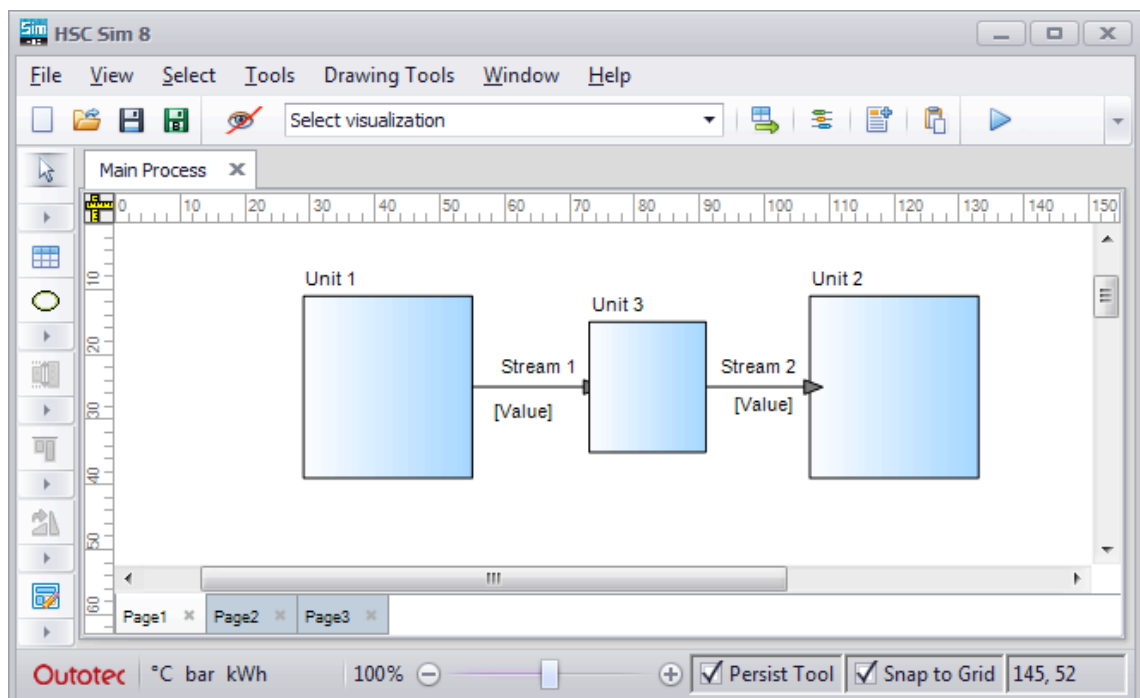 Sim HSC Sim 8
File View Select Tools Drawing Tools Window Help
Select visualization
Main Process
0 10 20 30 40 50 60 70 80 90 100 110 120 130 140 150
10
20
30
40
50
60
Unit 1
Unit 2
Unit 3
Stream 1
Stream 2
[Value]
[Value]
Page1 Page2 Page3
Outotec °C bar kWh 100% Persist Tool Snap to Grid 145, 52